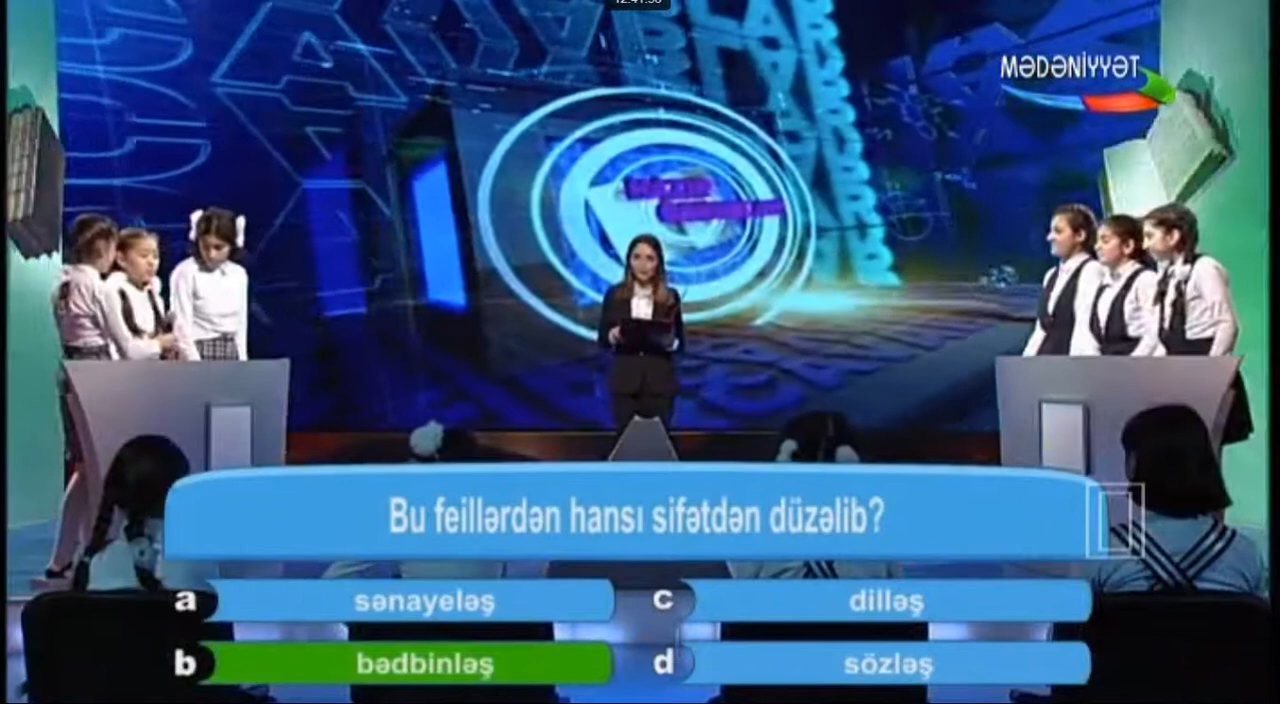 MƏDƏNİYYƏT
Bu feillərdən hansı sifətdən düzəlib?
a sənayeləş
c dilləş
b bədbinləş
d sözləş